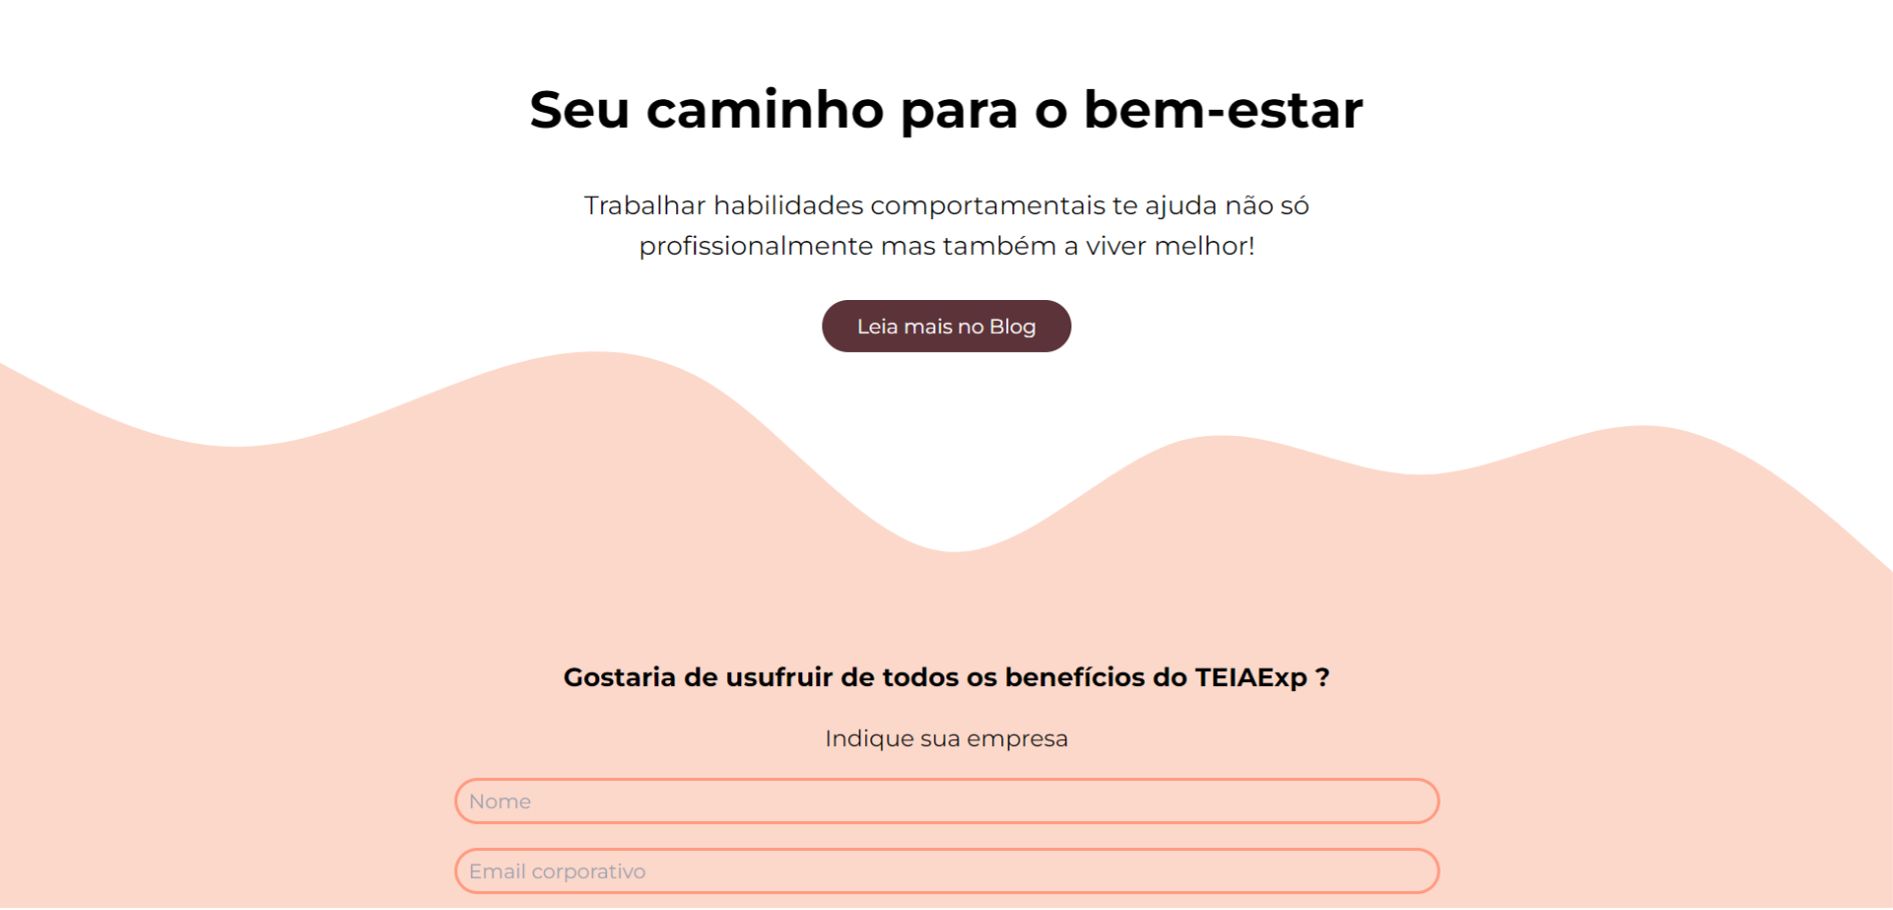 Seu caminho para o bem-estar
Trabalhar habilidades comportamentais te ajuda não só
profissionalmente mas também a viver melhor!
Leia mais no Blog
Gostaria de usufruir de todos os benefícios do TEIAExp ?
Indique sua empresa
Nome
Email corporativo